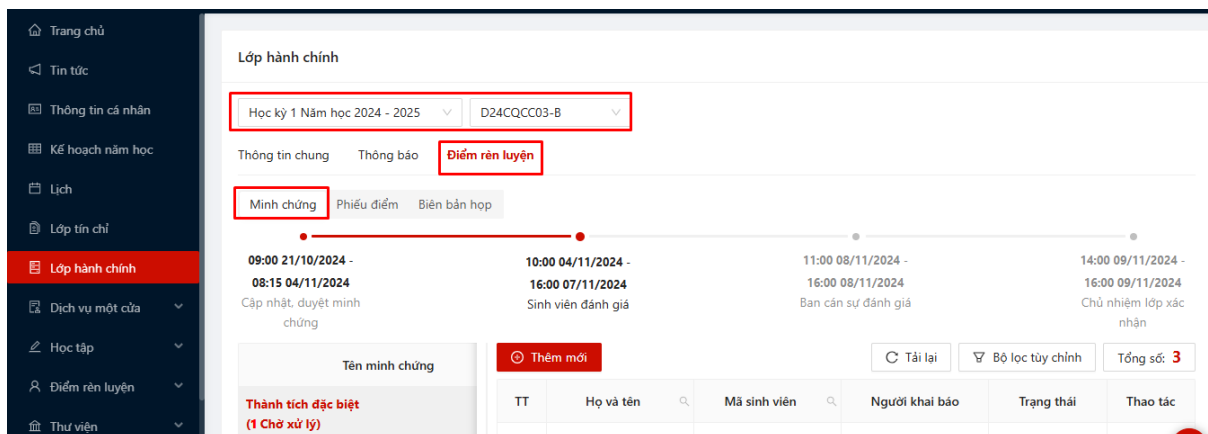 Trang chủ
Tin tức
Thông tin cá nhân
Kế hoạch năm học
Lịch
Lớp tín chỉ
Lớp hành chính
Dịch vụ một cửa
Học tập
Điểm rèn luyện
Thư viện
Lớp hành chính
Học kỳ 1 Năm học 2024 - 2025 D24CQCC03-B
Thông tin chung Thông báo Điểm rèn luyện
Minh chứng Phiếu điểm Biên bản họp
09:00 21/10/2024 -
08:15 04/11/2024
Cập nhật, duyệt minh
chứng
10:00 04/11/2024 -
16:00 07/11/2024
Sinh viên đánh giá
11:00 08/11/2024 -
16:00 08/11/2024
Ban cán sự đánh giá
14:00 09/11/2024 -
16:00 09/11/2024
Chủ nhiệm lớp xác
nhận
Tên minh chứng
Thành tích đặc biệt
(1 Chờ xử lý)
Thêm mới Tải lại Bộ lọc tùy chỉnh Tổng số: 3
TT Họ và tên Mã sinh viên Người khai báo Trạng thái Thao tác